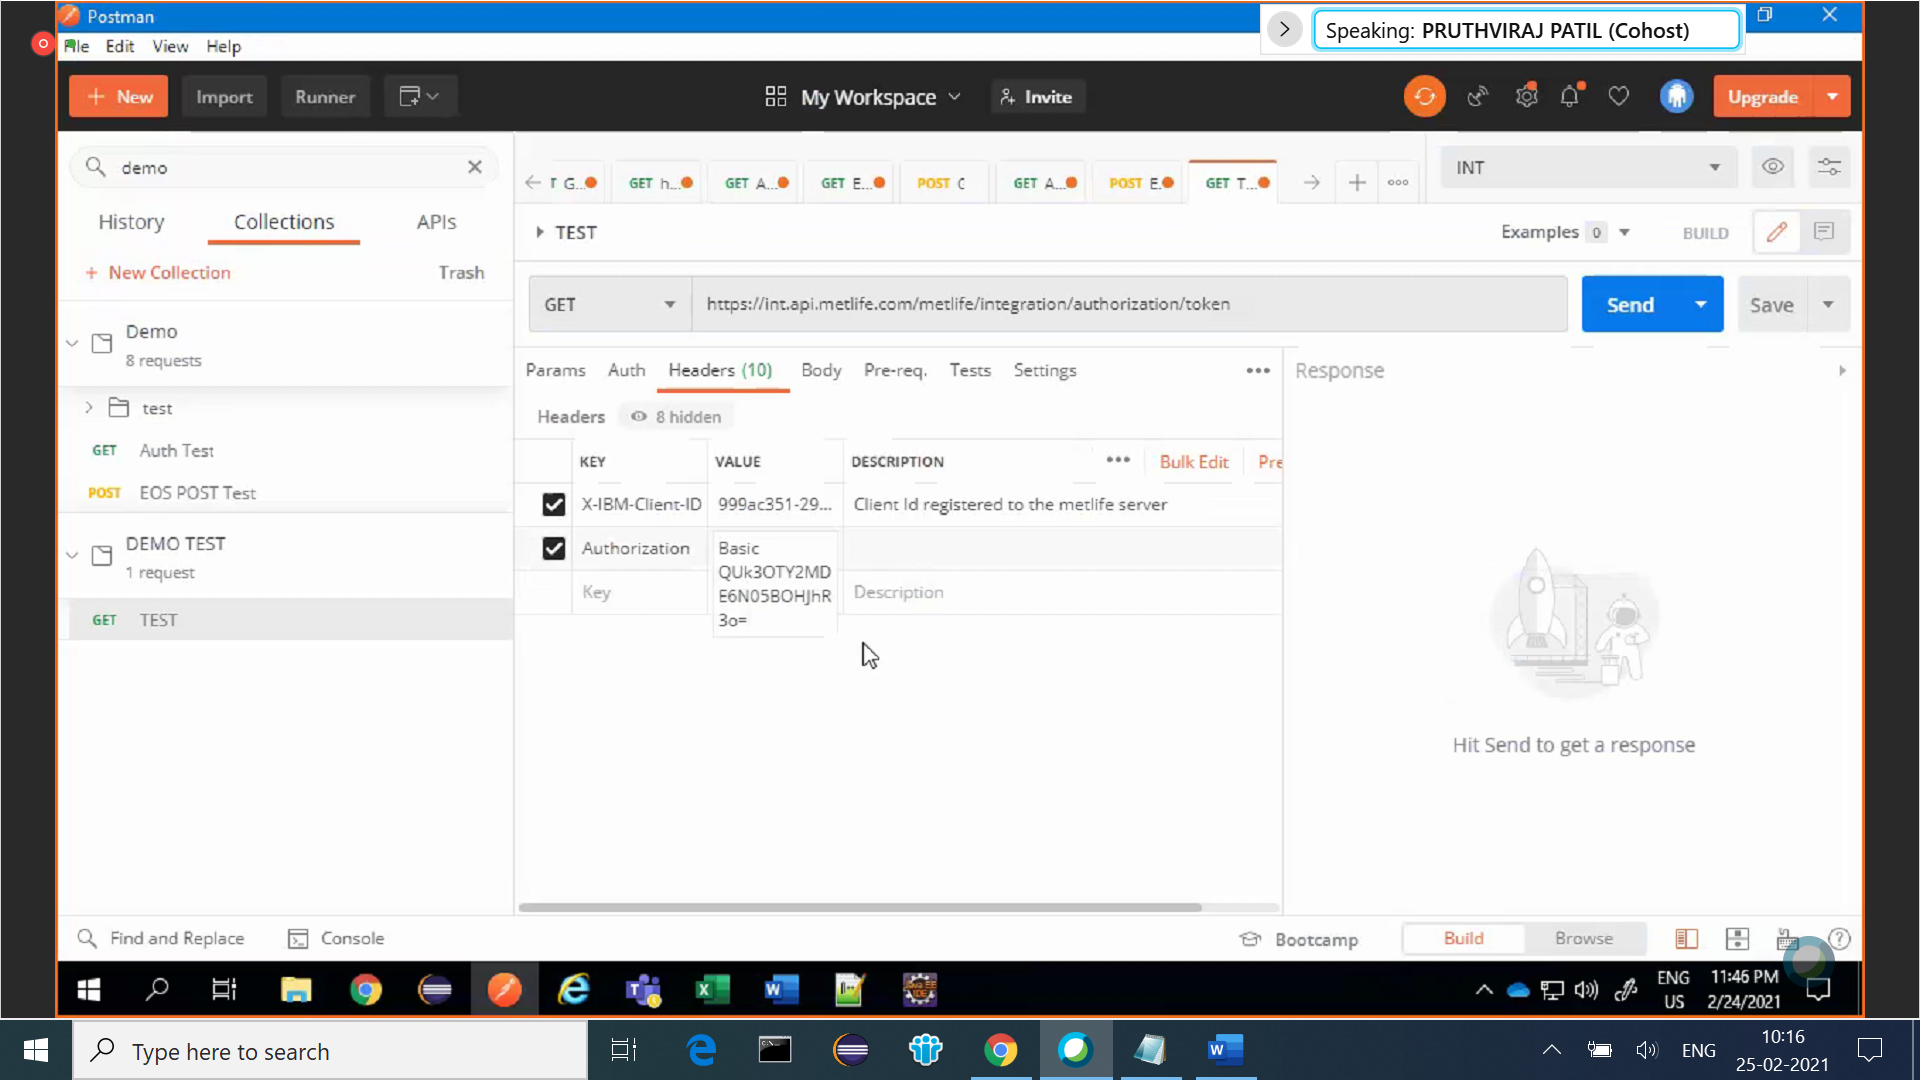 Postman
Speaking: PRUTHVIRAJ PATIL (Cohost)
File Edit View Help
+ New Import Runner My Workspace Invite Upgrade
demo
History Collections APIs
+ New Collection Trash
Demo
8 requests
test
GET Auth Test
POST EOS POST Test
DEMO TEST
1 request
GET TEST
T G... GET h... GET A... GET E... POST C GET A... POST E. GET T...
INT
TEST
Examples 0 BUILD
GET https://int.api.metlife.com/metlife/integration/authorization/token Send Save
Params Auth Headers (10) Body Pre-req. Tests Settings
Response
Headers 8 hidden
KEY VALUE DESCRIPTION Bulk Edit Pre
X-IBM-Client-ID 999ac351-29... Client Id registered to the metlife server
Authorization Basic
QUk3OTY2MD
E6N05BOHJhR
3o=
Key Description
Hit Send to get a response
Find and Replace Console Bootcamp Build Browse
ENG
US
11:46 PM
2/24/2021
Type here to search
ENG
10:16
25-02-2021